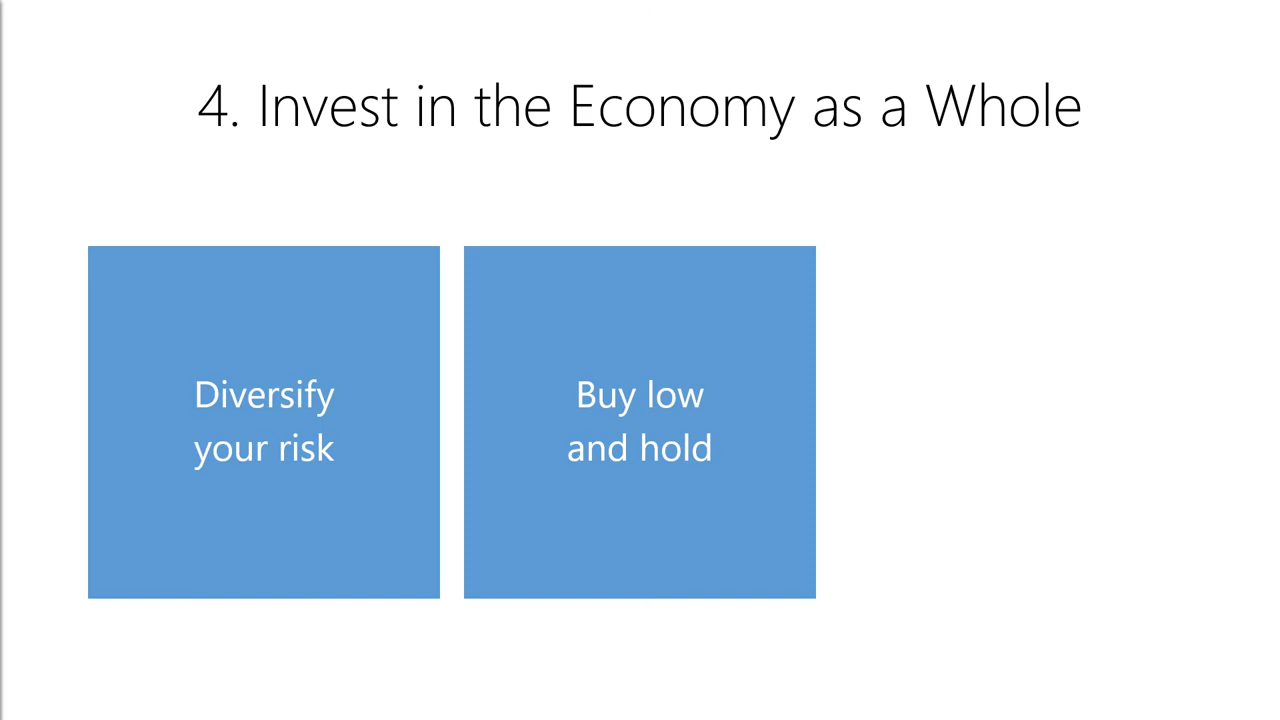 4. Invest in the Economy as a Whole
Diversify
your risk
Buy low
and hold